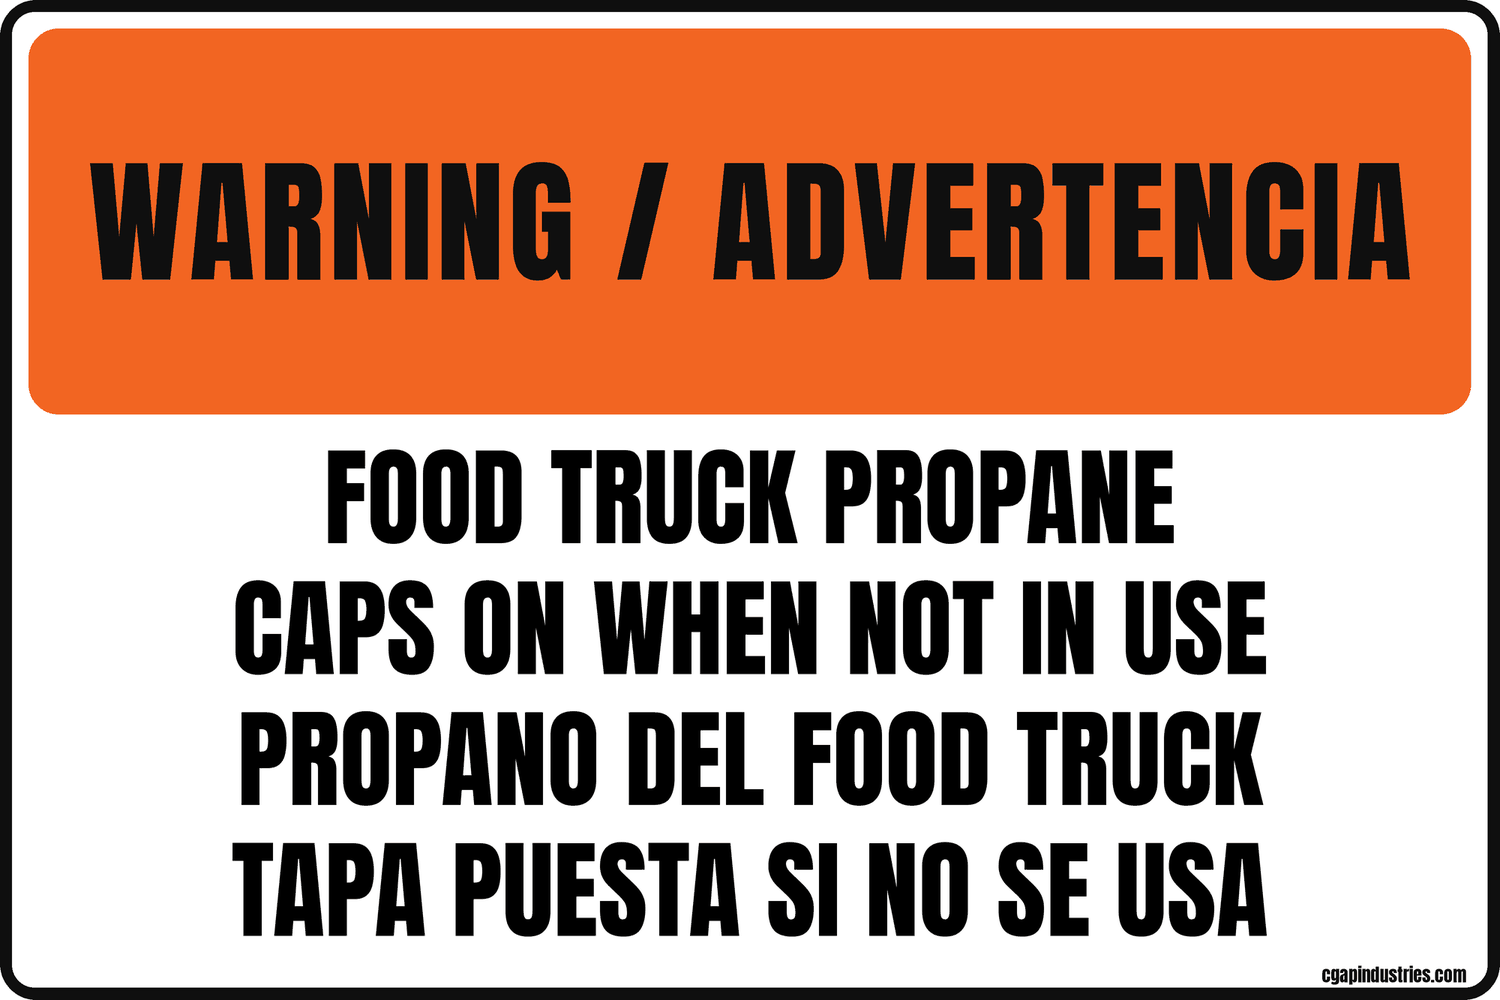 WARNING / ADVERTENCIA
FOOD TRUCK PROPANE
CAPS ON WHEN NOT IN USE
PROPANO DEL FOOD TRUCK
TAPA PUESTA SI NO SE USA
cgapindustries.com